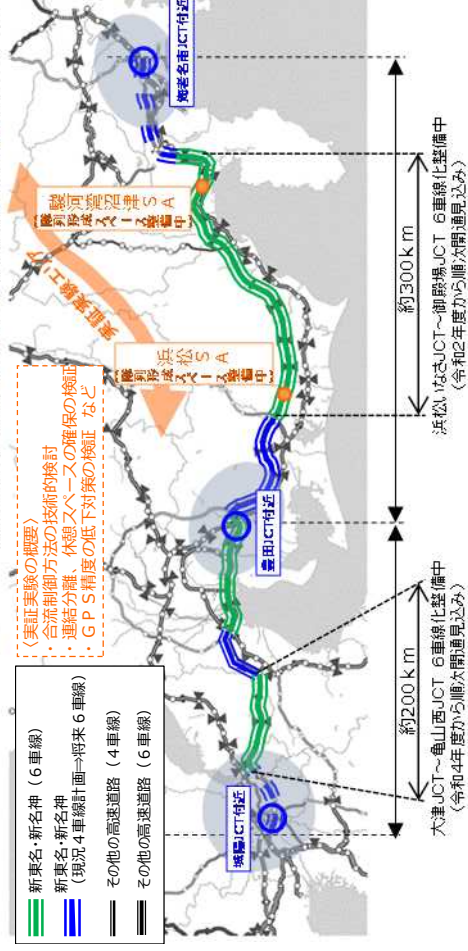 新東名・新名神（６車線）
新東名・新名神
（現況４車線計画⇒将来６車線）
その他の高速道路（４車線）
その他の高速道路（６車線）
〈実証実験の概要〉
・合流制御方法の技術的検討
・連結分離、休憩スペースの確保の検証
・ＧＰＳ精度の低下対策の検証　など
実証実験エリア
駿河湾沼津ＳＡ
【隊列形成スペース整備中】
浜松ＳＡ
【隊列形成スペース整備中】
海老名南JCT付近
豊田JCT付近
城陽JCT付近
約200km
約300km
大津JCT～亀山西JCT　６車線化整備中
（令和４年度から順次開通見込み）
浜松いなさJCT～御殿場JCT　６車線化整備中
（令和２年度から順次開通見込み）